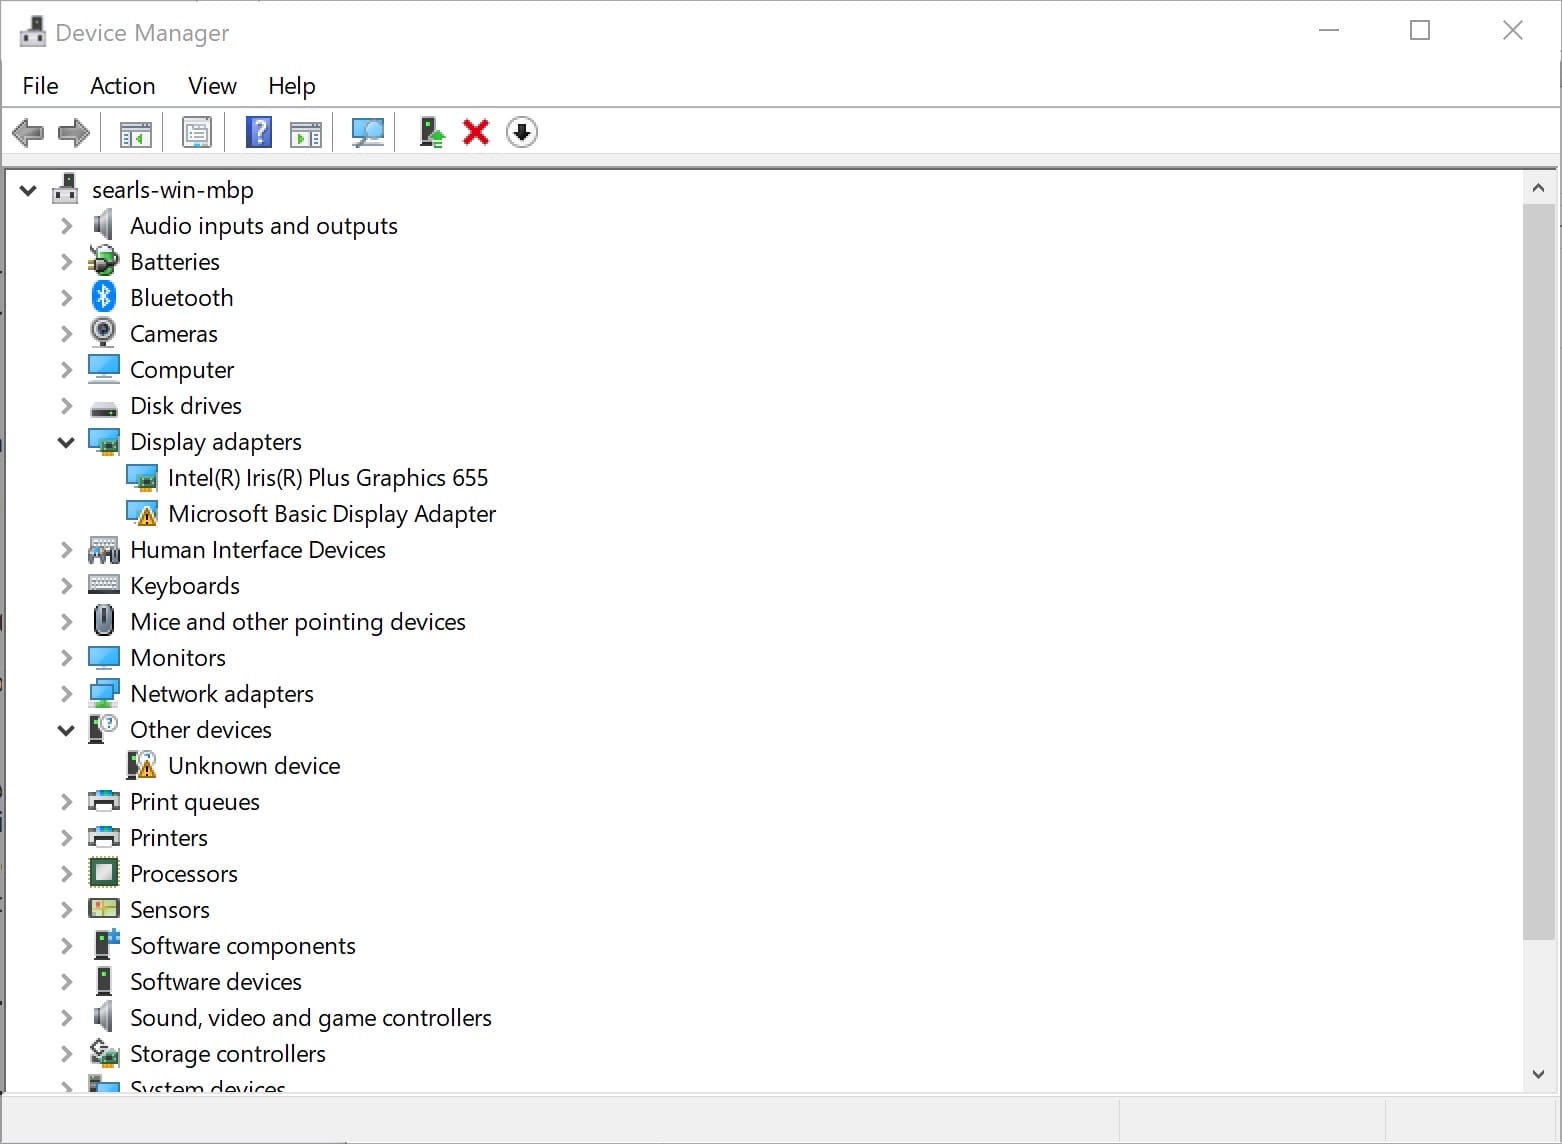 Device Manager
File Action View Help
searls-win-mbp
Audio inputs and outputs
Batteries
Bluetooth
Cameras
Computer
Disk drives
Display adapters
Intel(R) Iris(R) Plus Graphics 655
Microsoft Basic Display Adapter
Human Interface Devices
Keyboards
Mice and other pointing devices
Monitors
Network adapters
Other devices
Unknown device
Print queues
Printers
Processors
Sensors
Software components
Software devices
Sound, video and game controllers
Storage controllers
System devices